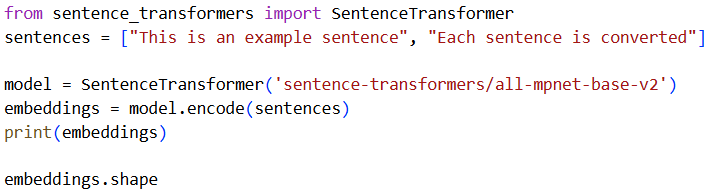 from sentence_transformers import SentenceTransformer
sentences = ["This is an example sentence", "Each sentence is converted"]
model = SentenceTransformer('sentence-transformers/all-mpnet-base-v2')
embeddings = model.encode(sentences)
print(embeddings)
embeddings.shape